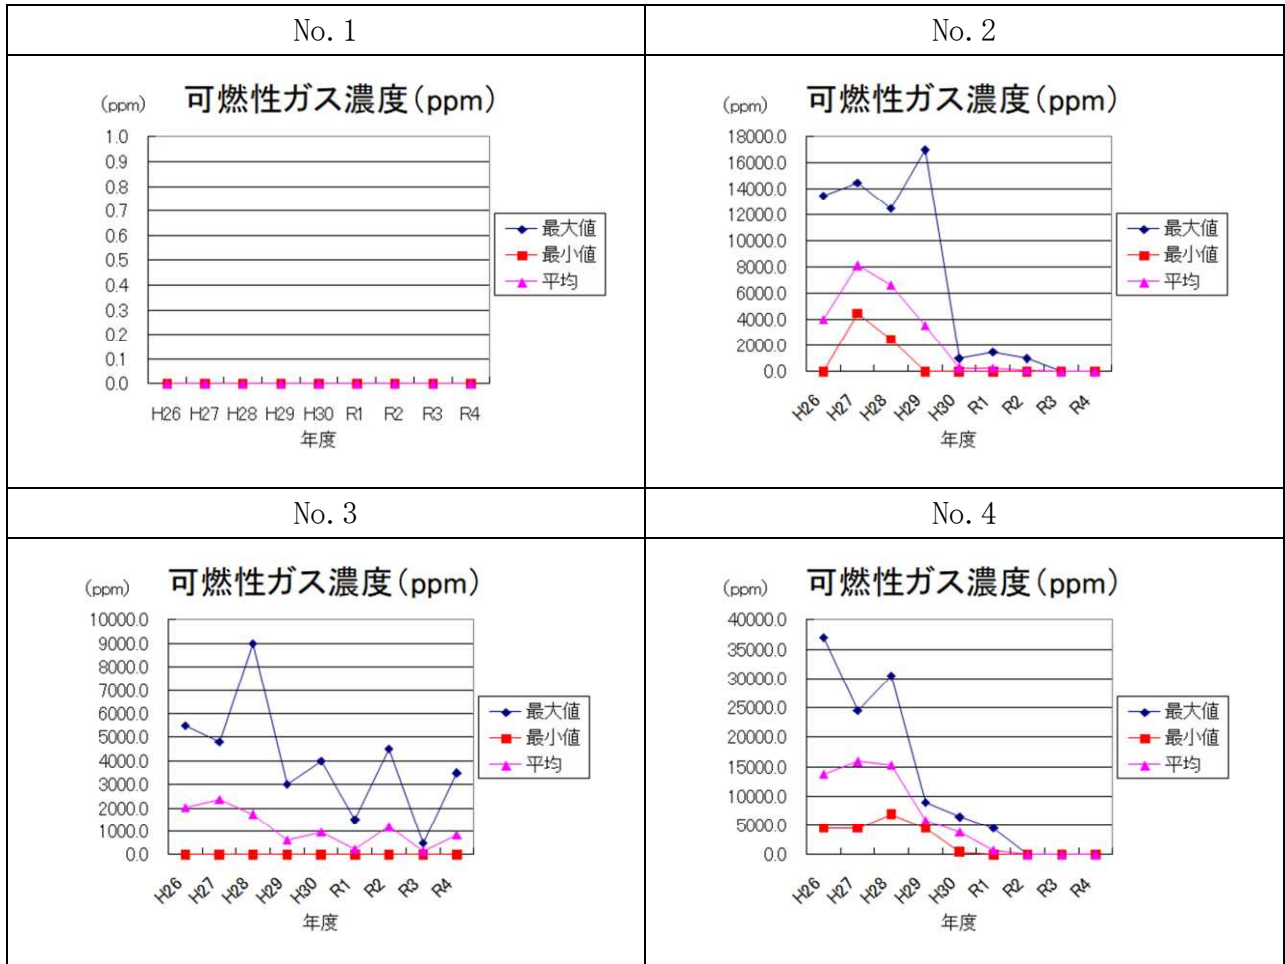 No.1
(ppm)
可燃性ガス濃度(ppm)
1.0
0.9
0.8
0.7
0.6
0.5
0.4
0.3
0.2
0.1
0.0
H26 H27 H28 H29 H30 R1 R2 R3 R4
年度
最大値
最小値
平均
No.2
(ppm)
可燃性ガス濃度(ppm)
18000.0
16000.0
14000.0
12000.0
10000.0
8000.0
6000.0
4000.0
2000.0
0.0
H26 H27 H28 H29 H30 R1 R2 R3 R4
年度
最大値
最小値
平均
No.3
(ppm)
可燃性ガス濃度(ppm)
10000.0
9000.0
8000.0
7000.0
6000.0
5000.0
4000.0
3000.0
2000.0
1000.0
0.0
H26 H27 H28 H29 H30 R1 R2 R3 R4
年度
最大値
最小値
平均
No.4
(ppm)
可燃性ガス濃度(ppm)
40000.0
35000.0
30000.0
25000.0
20000.0
15000.0
10000.0
5000.0
0.0
H26 H27 H28 H29 H30 R1 R2 R3 R4
年度
最大値
最小値
平均